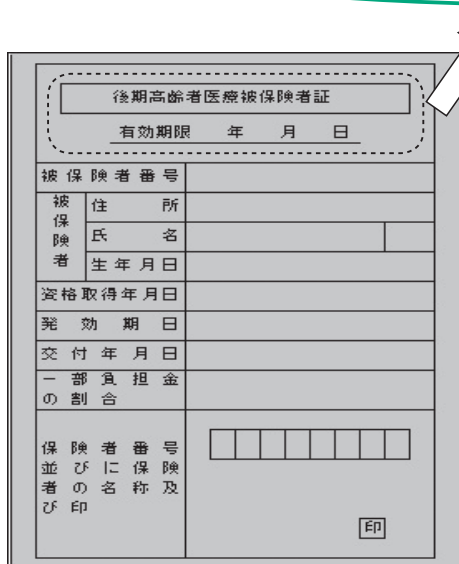 後期高齢者医療被保険者証
有効期限　年　月　日
被保険者番号
被保険者
住所
氏名
生年月日
資格取得年月日
発効期日
交付年月日
一部負担金
の割合
保険者番号
並びに保険
者の名称及
び印
印